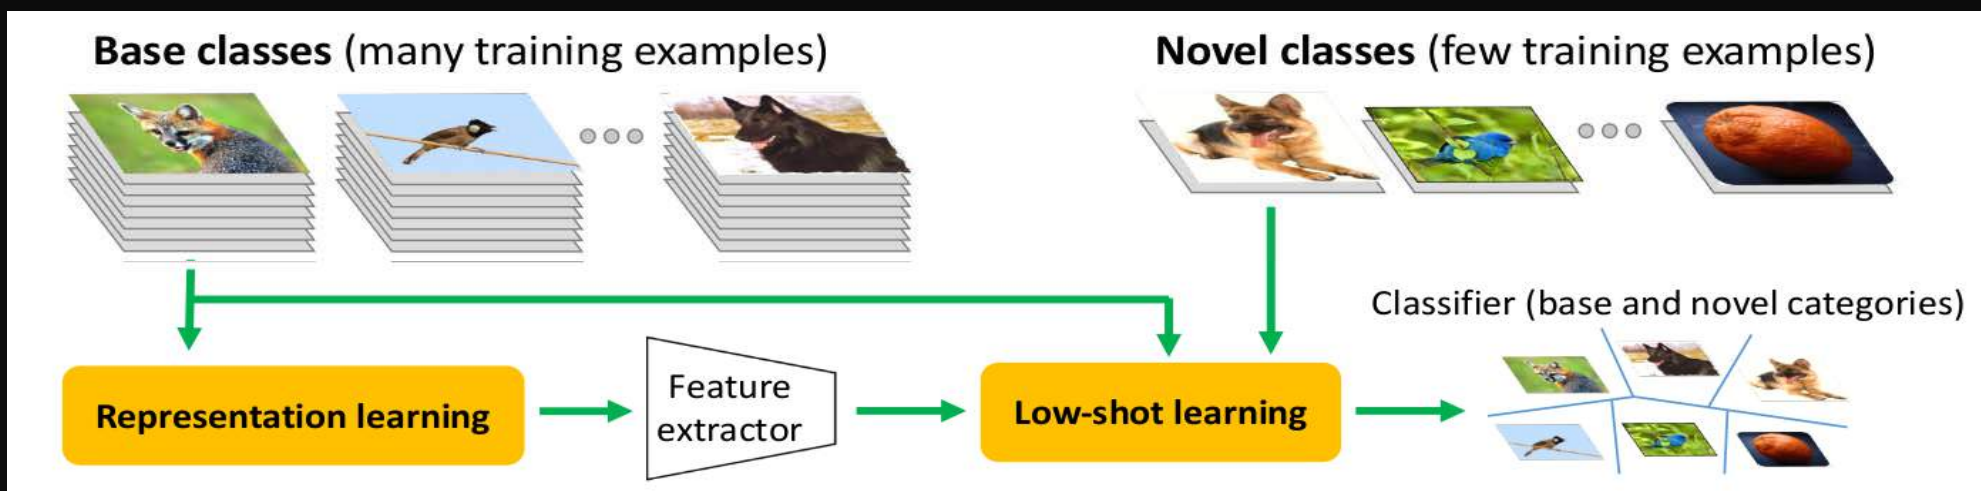 Base classes (many training examples)
Novel classes (few training examples)
Classifier (base and novel categories)
Representation learning
Feature
extractor
Low-shot learning